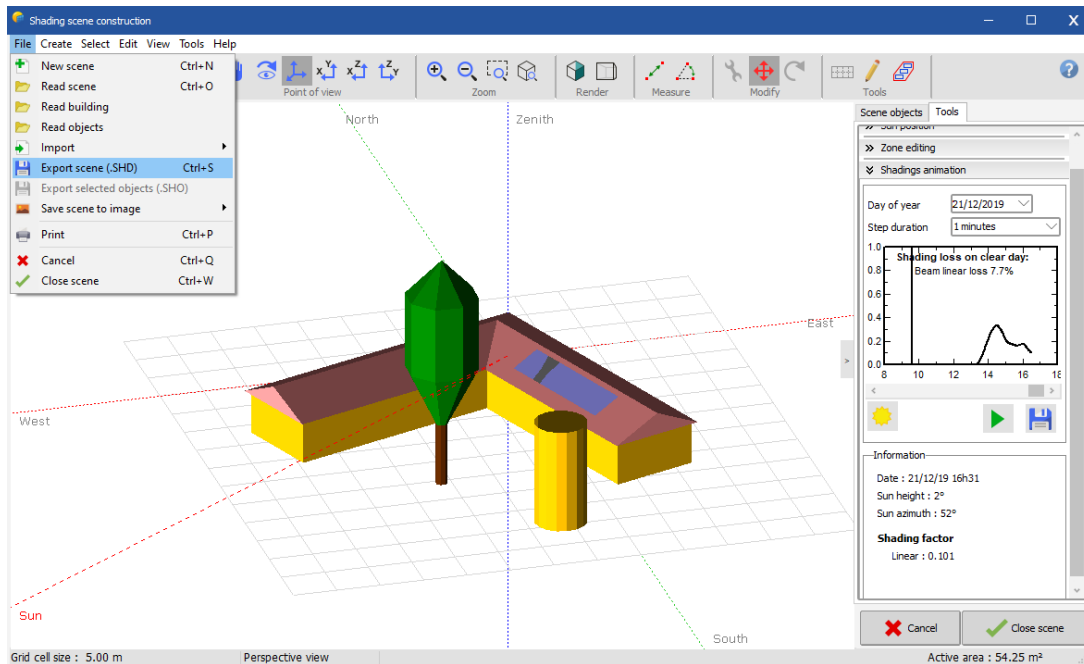 Shading scene construction
File Create Select Edit View Tools Help
New scene Ctrl+N
Read scene Ctrl+O
Read building
Read objects
Import
Export scene (.SHD) Ctrl+S
Export selected objects (.SHO)
Save scene to image
Print Ctrl+P
Cancel Ctrl+Q
Close scene Ctrl+W
Point of view
Zoom
Render
Measure
Modify
Tools
North
Zenith
East
West
Sun
South
Scene objects Tools
Sun position
Zone editing
Shadings animation
Day of year 21/12/2019
Step duration 1 minutes
Shading loss on clear day:
Beam linear loss 7.7%
1.0
0.8
0.6
0.4
0.2
0.0
8 10 12 14 16 18
Information
Date : 21/12/19 16h31
Sun height : 2°
Sun azimuth : 52°
Shading factor
Linear : 0.101
Cancel Close scene
Grid cell size : 5.00 m Perspective view Active area : 54.25 m²